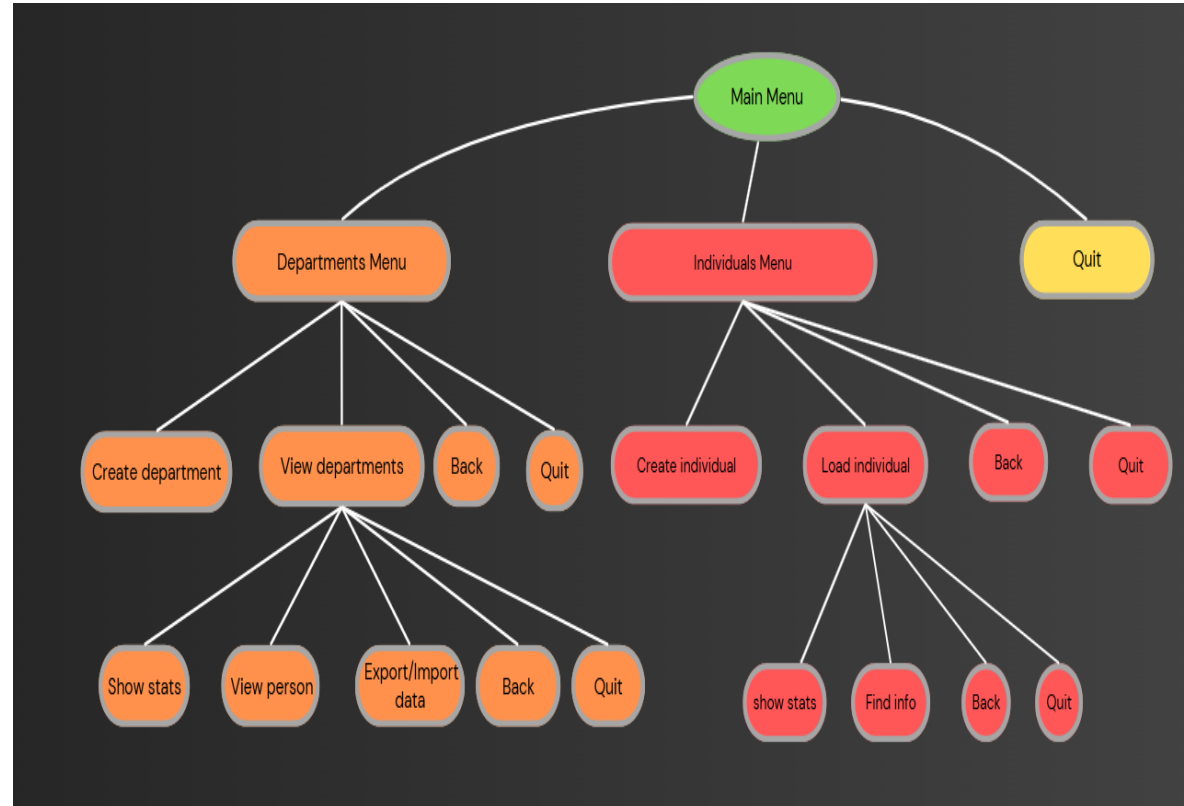 Main Menu
Departments Menu
Individuals Menu
Quit
Create department
View departments
Back
Quit
Create individual
Load individual
Back
Quit
Show stats
View person
Export/Import
data
Back
Quit
show stats
Find info
Back
Quit